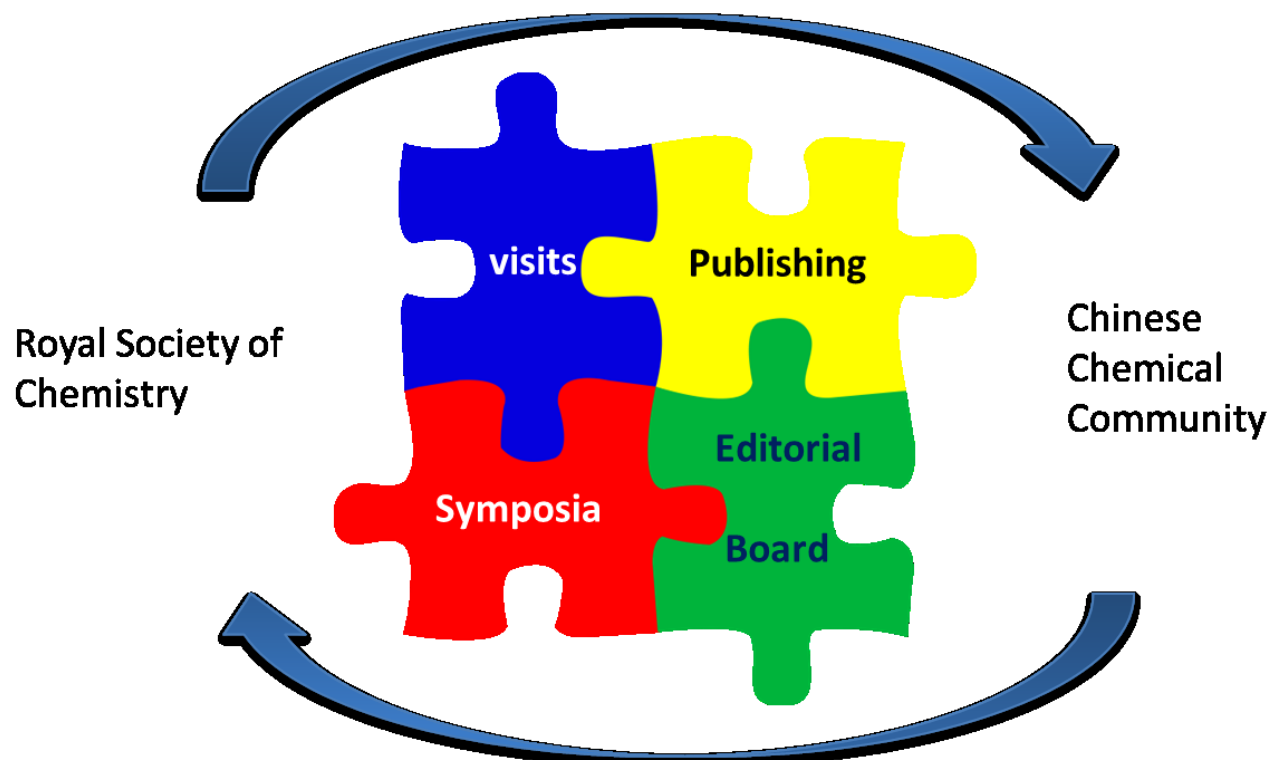 Royal Society of
Chemistry
visits
Publishing
Symposia
Editorial
Board
Chinese
Chemical
Community